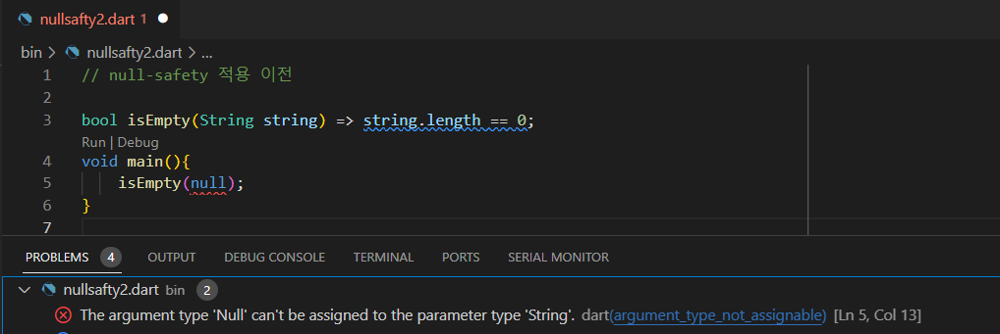 nullsafty2.dart 1
bin > nullsafty2.dart > ...
1 // null-safety 적용 이전
2
3 bool isEmpty(String string) => string.length == 0;
Run | Debug
4 void main(){
5 isEmpty(null);
6 }
7
PROBLEMS 4 OUTPUT DEBUG CONSOLE TERMINAL PORTS SERIAL MONITOR
nullsafty2.dart bin 2
The argument type 'Null' can't be assigned to the parameter type 'String'. dart(argument_type_not_assignable) [Ln 5, Col 13]